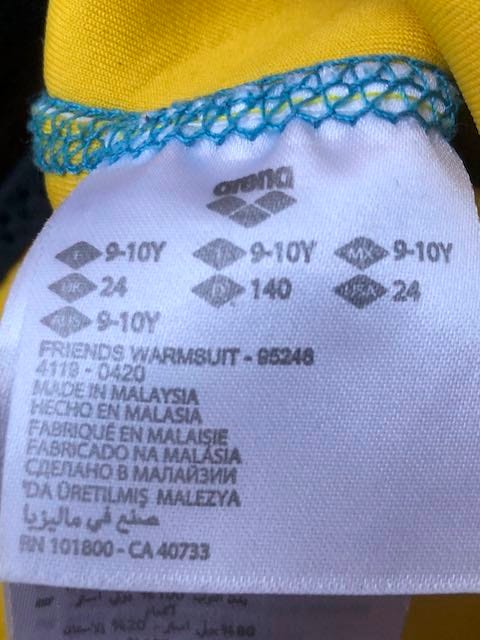 arena
F 9-10Y I 9-10Y MX 9-10Y
UK 24 D 140 USA 24
RUS 9-10Y
FRIENDS WARMSUIT - 95246
4119 - 0420
MADE IN MALAYSIA
HECHO EN MALASIA
FABRIQUÉ EN MALAISIE
FABRICADO NA MALÁSIA
СДЕЛАНО В МАЛАЙЗИИ
'DA ÜRETILMIŞ MALEZYA
صنع في ماليزيا
RN 101800 - CA 40733